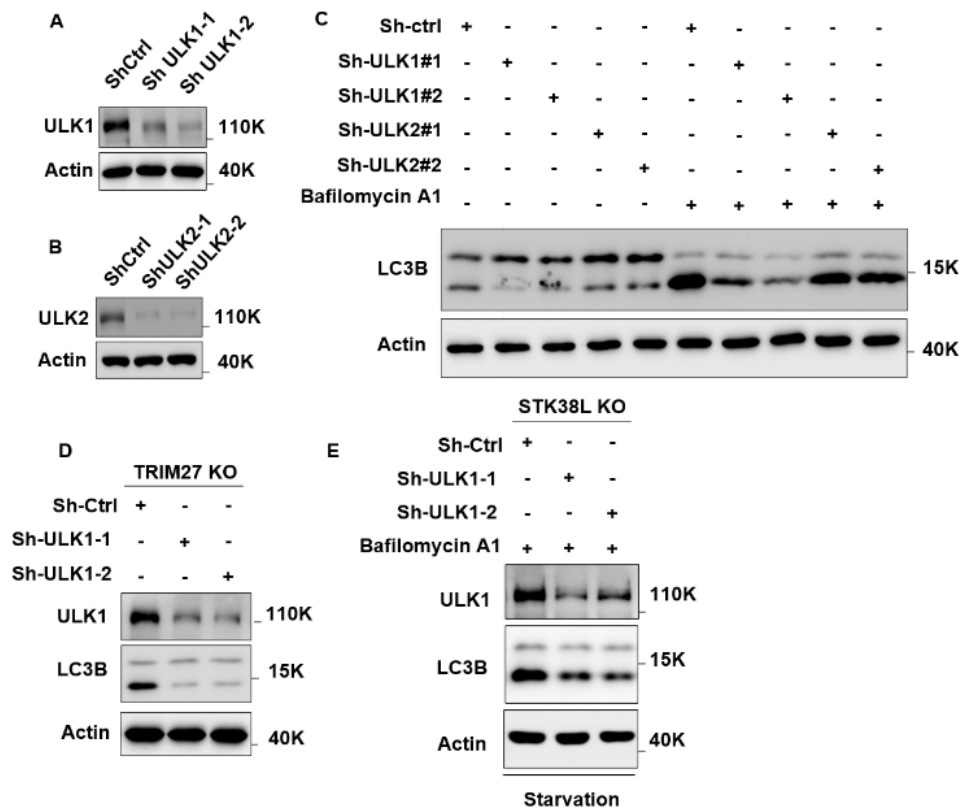 A
ShCtrl
Sh ULK1-1
Sh ULK1-2
ULK1
110K
Actin
40K
B
ShCtrl
ShULK2-1
ShULK2-2
ULK2
110K
Actin
40K
C
Sh-ctrl + - - - - + - - - -
Sh-ULK1#1 - + - - - - + - - -
Sh-ULK1#2 - - + - - - - + - -
Sh-ULK2#1 - - - + - - - - + -
Sh-ULK2#2 - - - - + - - - - +
Bafilomycin A1 - - - - - + + + + +
LC3B
15K
Actin
40K
D
TRIM27 KO
Sh-Ctrl + - -
Sh-ULK1-1 - + -
Sh-ULK1-2 - - +
ULK1
110K
LC3B
15K
Actin
40K
E
STK38L KO
Sh-Ctrl + - -
Sh-ULK1-1 - + -
Sh-ULK1-2 - - +
Bafilomycin A1 + + +
ULK1
110K
LC3B
15K
Actin
40K
Starvation